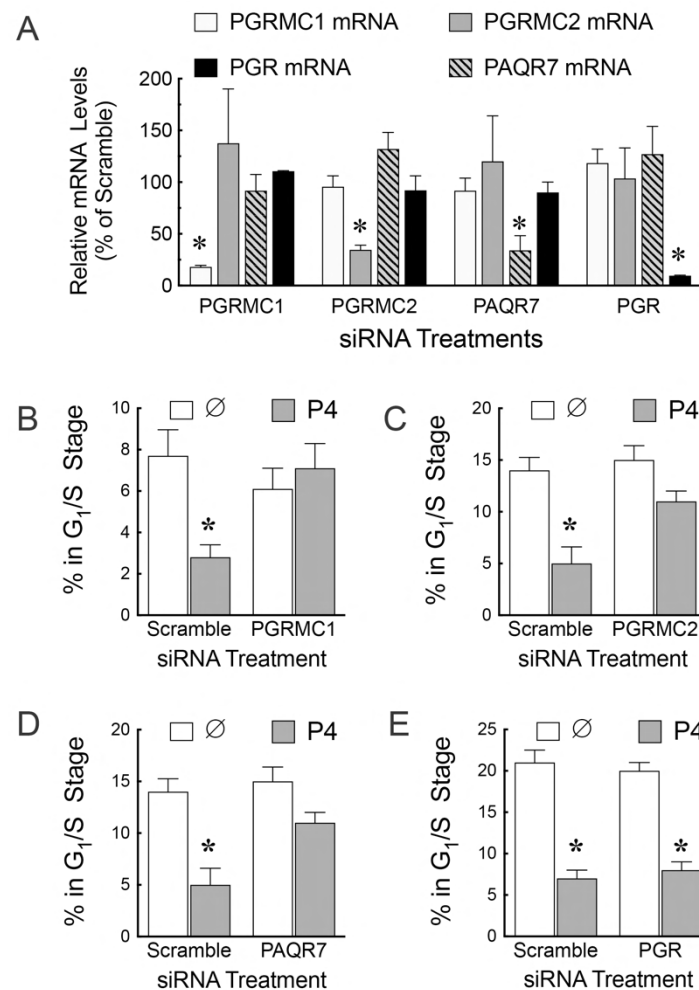 A
PGRMC1 mRNA
PGRMC2 mRNA
PGR mRNA
PAQR7 mRNA
Relative mRNA Levels
(% of Scramble)
200
150
100
50
0
*
*
*
*
PGRMC1 PGRMC2 PAQR7 PGR
siRNA Treatments
B
∅ P4
% in G₁/S Stage
10
8
6
4
2
0
*
Scramble PGRMC1
siRNA Treatment
C
∅ P4
% in G₁/S Stage
20
15
10
5
0
*
Scramble PGRMC2
siRNA Treatment
D
∅ P4
% in G₁/S Stage
20
15
10
5
0
*
Scramble PAQR7
siRNA Treatment
E
∅ P4
% in G₁/S Stage
25
20
15
10
5
0
* *
Scramble PGR
siRNA Treatment